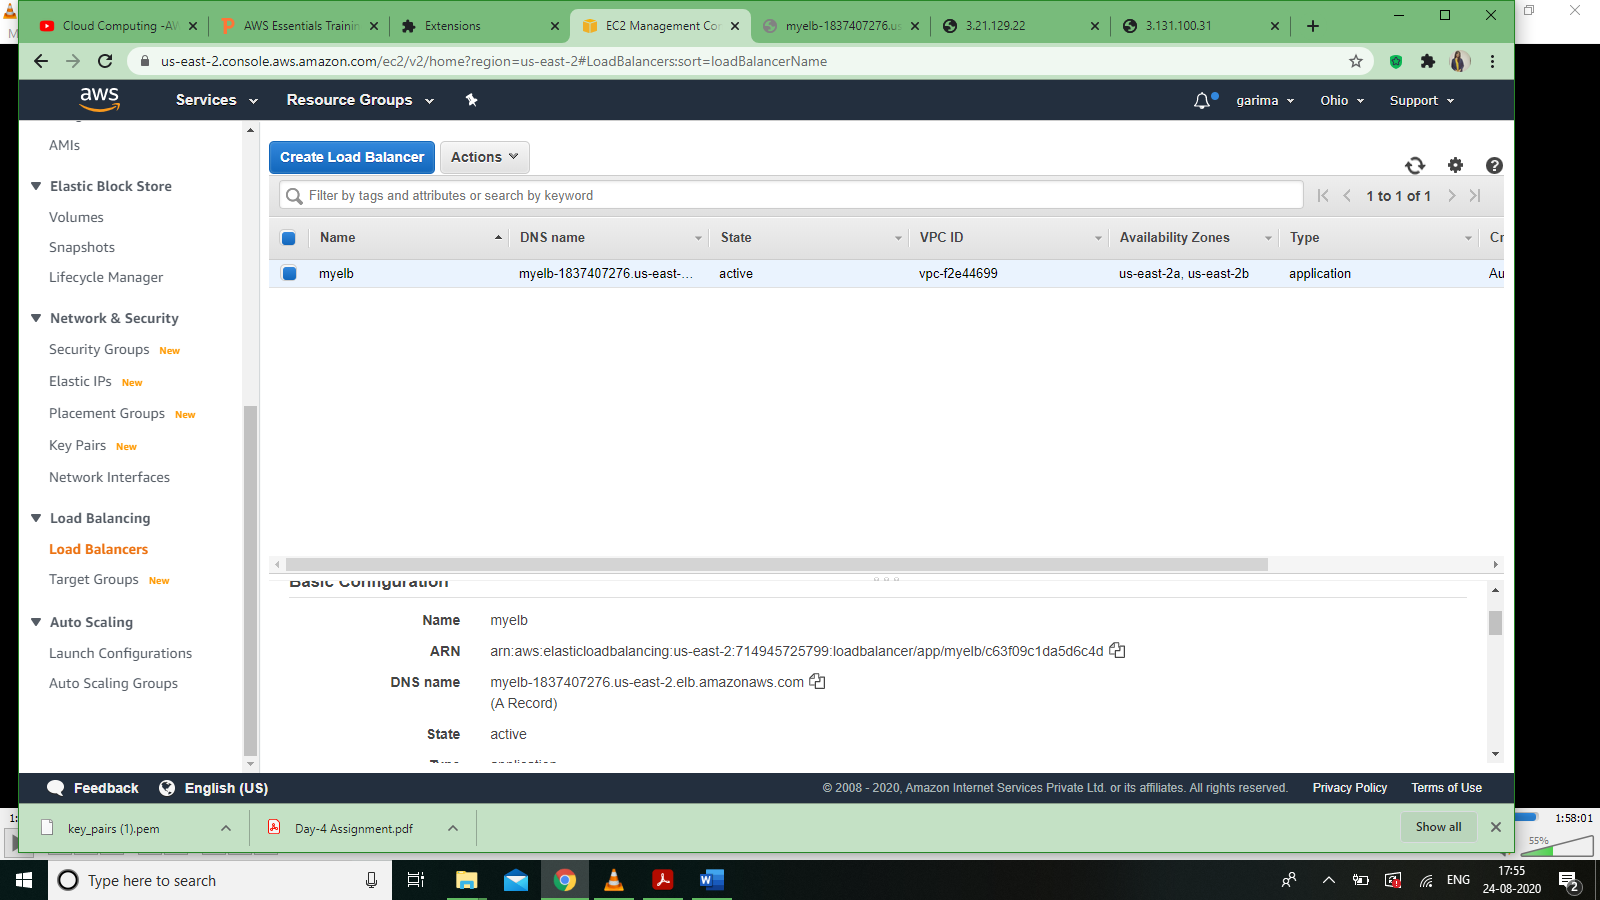 Cloud Computing -AW
AWS Essentials Trainin
Extensions
EC2 Management Con
myelb-1837407276.us
3.21.129.22
3.131.100.31
us-east-2.console.aws.amazon.com/ec2/v2/home?region=us-east-2#LoadBalancers:sort=loadBalancerName
aws
Services
Resource Groups
garima
Ohio
Support
AMIs
Elastic Block Store
Volumes
Snapshots
Lifecycle Manager
Network & Security
Security Groups New
Elastic IPs New
Placement Groups New
Key Pairs New
Network Interfaces
Load Balancing
Load Balancers
Target Groups New
Auto Scaling
Launch Configurations
Auto Scaling Groups
Create Load Balancer
Actions
Filter by tags and attributes or search by keyword
1 to 1 of 1
Name DNS name State VPC ID Availability Zones Type Cr
myelb myelb-1837407276.us-east-... active vpc-f2e44699 us-east-2a, us-east-2b application Au
Basic Configuration
Name myelb
ARN arn:aws:elasticloadbalancing:us-east-2:714945725799:loadbalancer/app/myelb/c63f09c1da5d6c4d
DNS name myelb-1837407276.us-east-2.elb.amazonaws.com
(A Record)
State active
Feedback
English (US)
© 2008 - 2020, Amazon Internet Services Private Ltd. or its affiliates. All rights reserved.
Privacy Policy
Terms of Use
key_pairs (1).pem
Day-4 Assignment.pdf
Show all
1:58:01
55%
Type here to search
ENG
17:55
24-08-2020
2